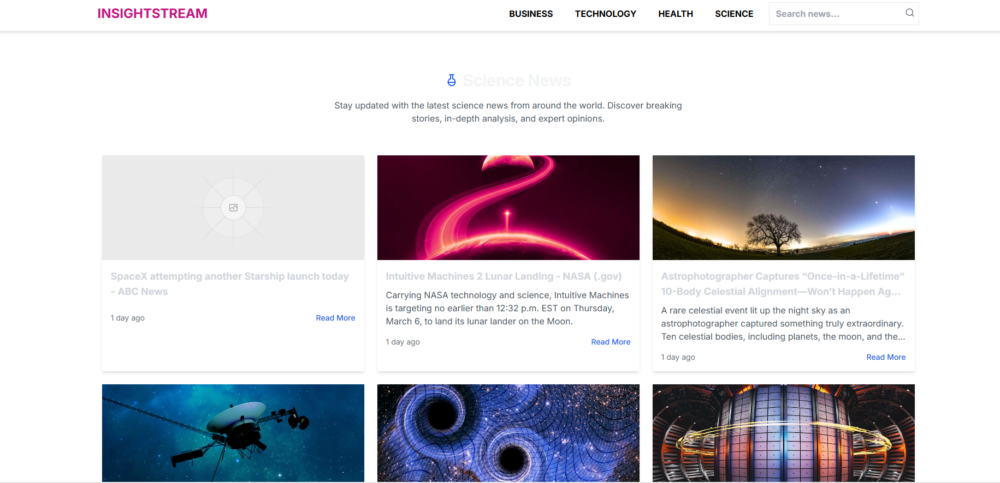 INSIGHTSTREAM
BUSINESS TECHNOLOGY HEALTH SCIENCE Search news...
Science News
Stay updated with the latest science news from around the world. Discover breaking
stories, in-depth analysis, and expert opinions.
SpaceX attempting another Starship launch today
- ABC News
1 day ago Read More
Intuitive Machines 2 Lunar Landing - NASA (.gov)
Carrying NASA technology and science, Intuitive Machines
is targeting no earlier than 12:32 p.m. EST on Thursday,
March 6, to land its lunar lander on the Moon.
1 day ago Read More
Astrophotographer Captures “Once-in-a-Lifetime”
10-Body Celestial Alignment—Won’t Happen Ag...
A rare celestial event lit up the night sky as an
astrophotographer captured something truly extraordinary.
Ten celestial bodies, including planets, the moon, and the...
1 day ago Read More